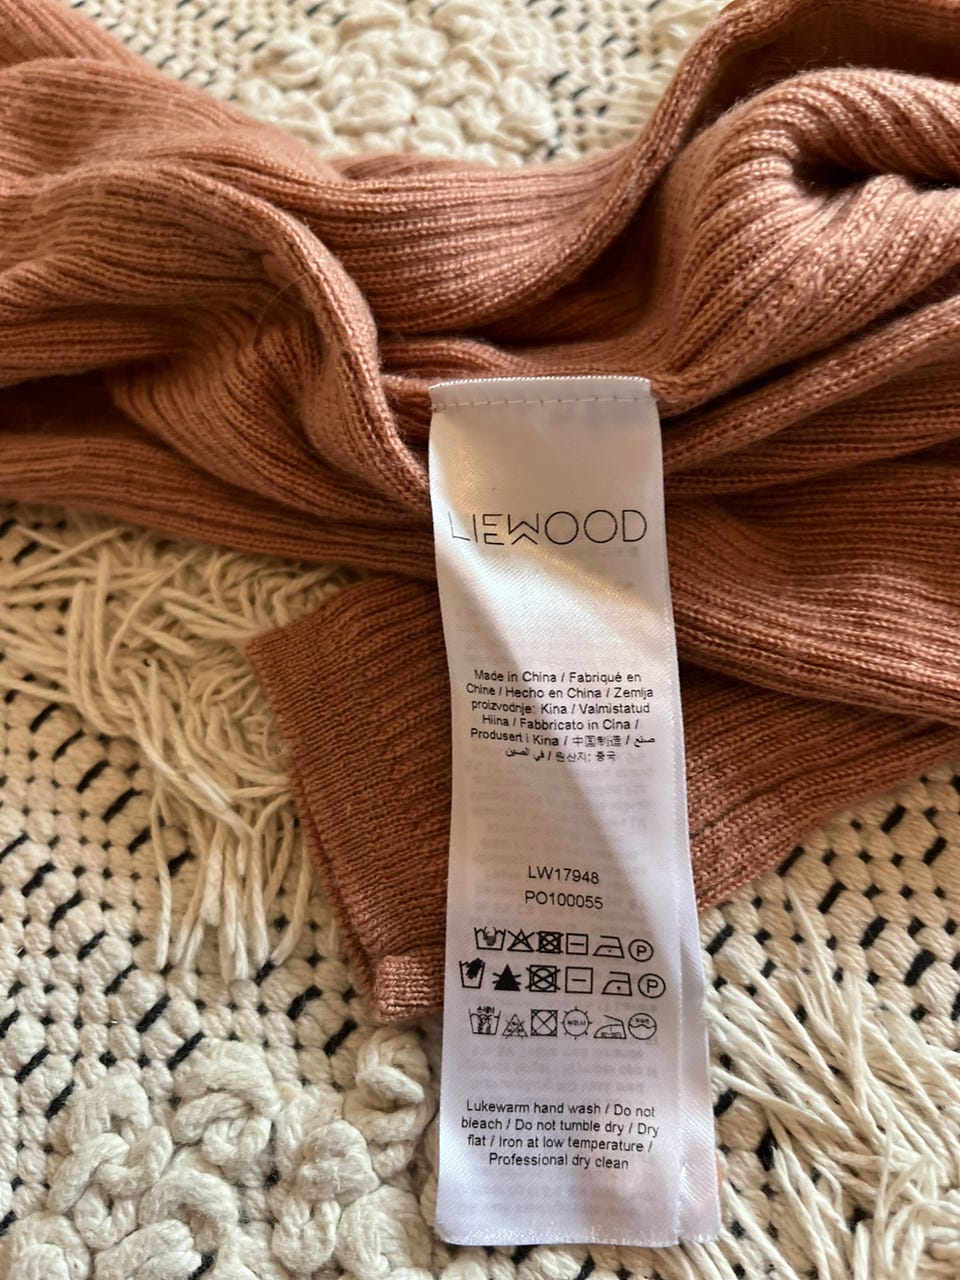 LIEWOOD
Made in China / Fabriqué en
Chine / Hecho en China / Zemlja
proizvodnje: Kina / Valmistatud
Hiina / Fabbricato in Cina /
Produsert i Kina / 中国制造 / صنع
في الصين / 원산지: 중국
LW17948
PO100055
P
P
Lukewarm hand wash / Do not
bleach / Do not tumble dry / Dry
flat / Iron at low temperature /
Professional dry clean